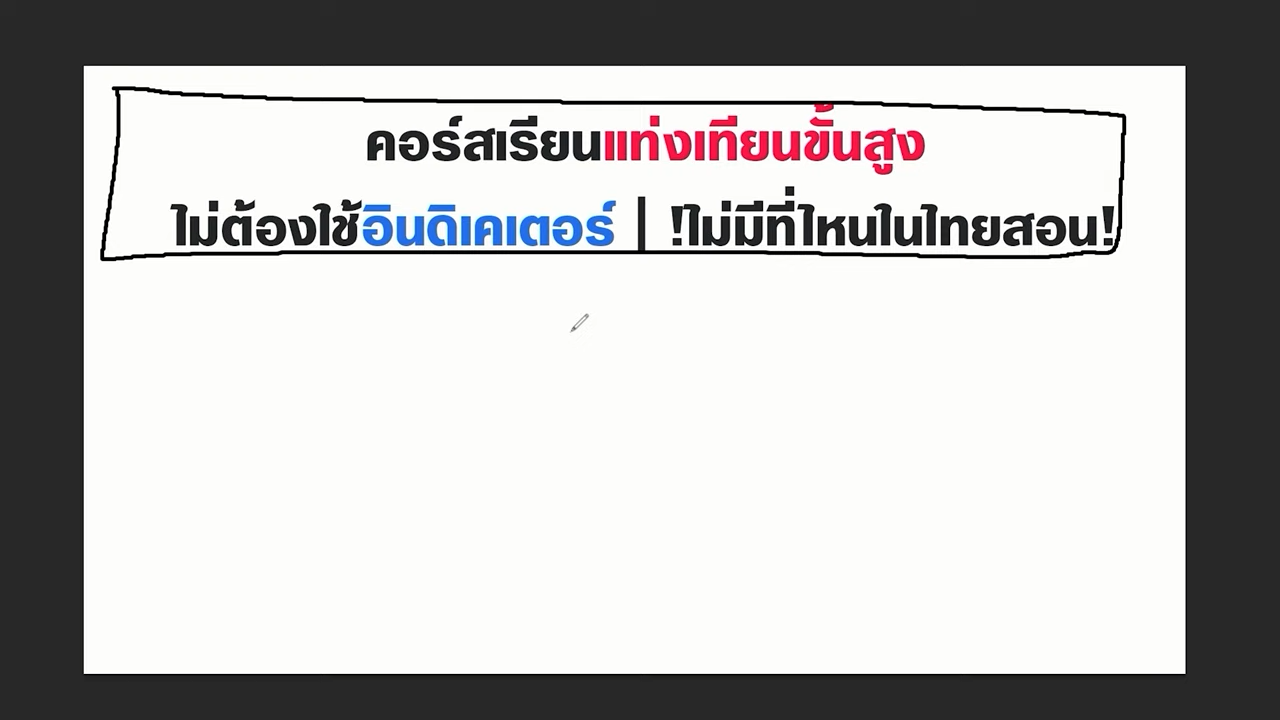 คอร์สเรียนแท่งเทียนขั้นสูง
ไม่ต้องใช้อินดิเคเตอร์ | !ไม่มีที่ไหนในไทยสอน!